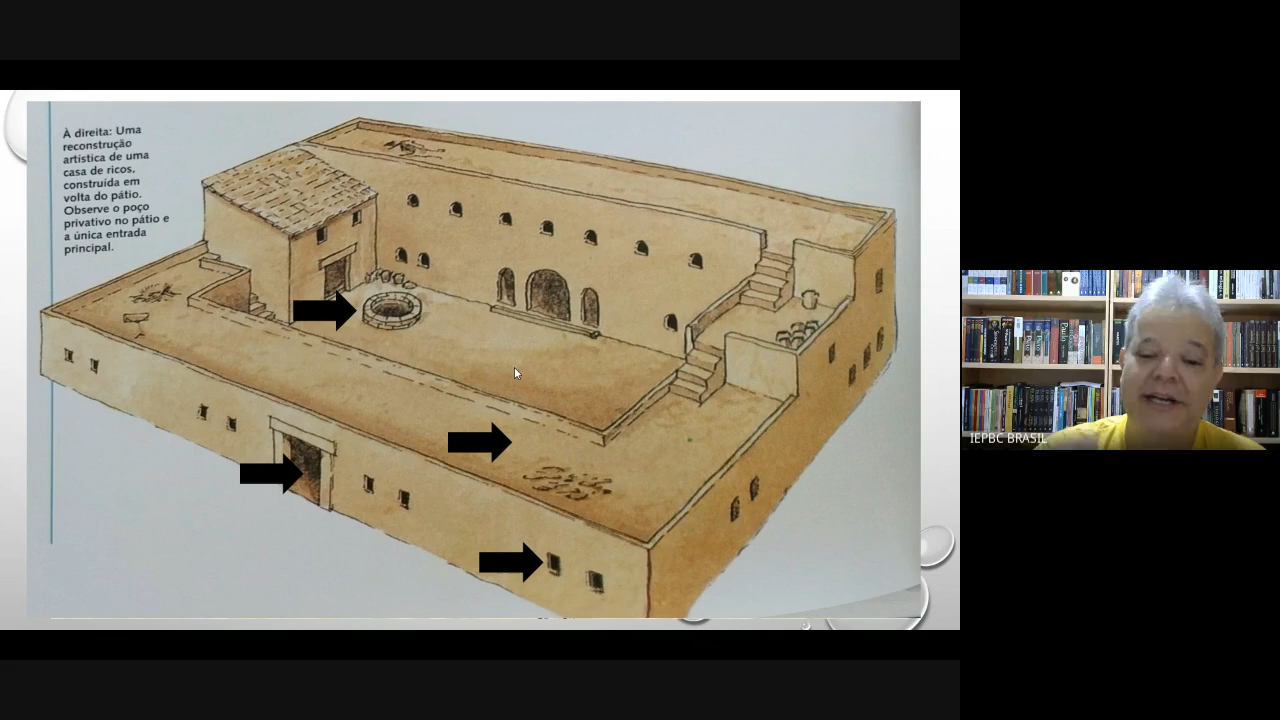 À direita: Uma
reconstrução
artística de uma
casa de ricos,
construída em
volta do pátio.
Observe o poço
privativo no pátio e
a única entrada
principal.
Paulo
IEPBC BRASIL